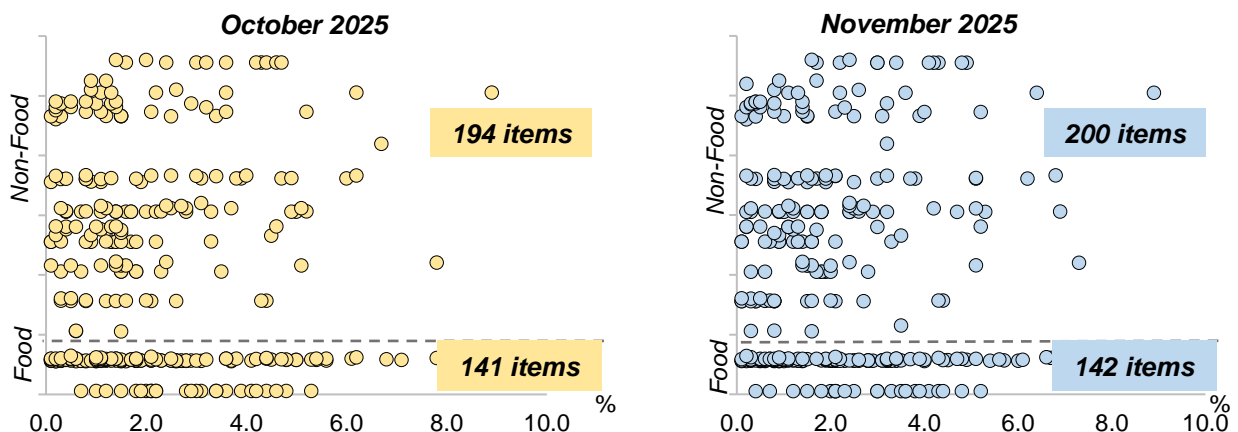 October 2025
Non-Food
Food
194 items
141 items
0.0 2.0 4.0 6.0 8.0 10.0
%
November 2025
Non-Food
Food
200 items
142 items
0.0 2.0 4.0 6.0 8.0 10.0
%